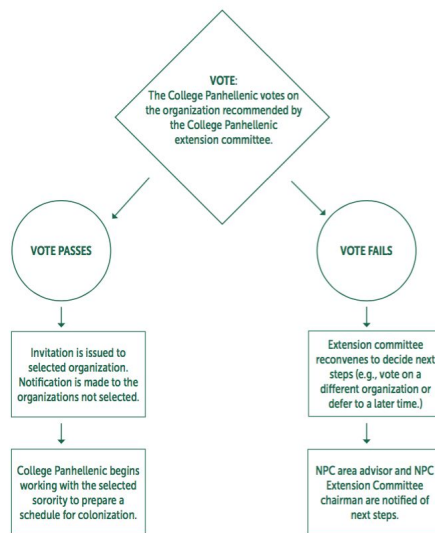 VOTE:
The College Panhellenic votes on
the organization recommended by
the College Panhellenic
extension committee.
VOTE PASSES
VOTE FAILS
Invitation is issued to
selected organization.
Notification is made to the
organizations not selected.
Extension committee
reconvenes to decide next
steps (e.g., vote on a
different organization or
defer to a later time.)
College Panhellenic begins
working with the selected
sorority to prepare a
schedule for colonization.
NPC area advisor and NPC
Extension Committee
chairman are notified of
next steps.